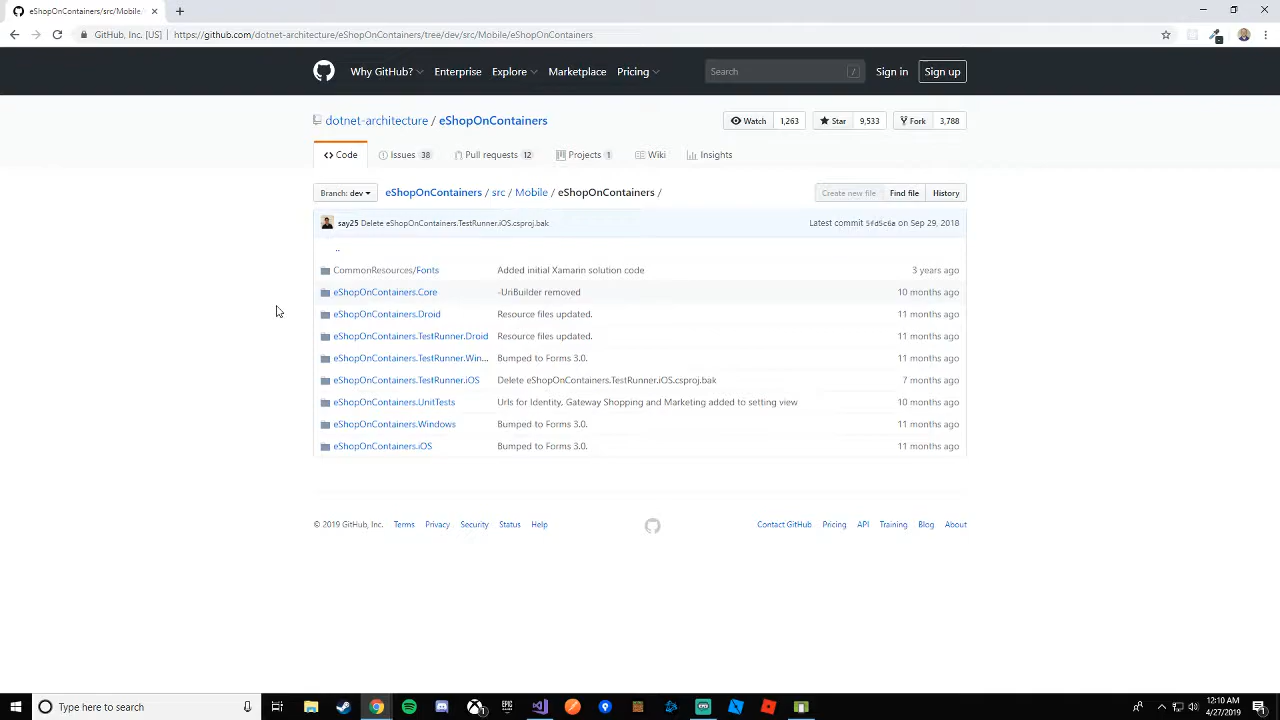 eShopOnContainers/src/Mobile/
GitHub, Inc. [US] | https://github.com/dotnet-architecture/eShopOnContainers/tree/dev/src/Mobile/eShopOnContainers
Why GitHub? Enterprise Explore Marketplace Pricing Search / Sign in Sign up
dotnet-architecture / eShopOnContainers Watch 1,263 Star 9,533 Fork 3,788
Code Issues 38 Pull requests 12 Projects 1 Wiki Insights
Branch: dev eShopOnContainers / src / Mobile / eShopOnContainers / Create new file Find file History
say25 Delete eShopOnContainers.TestRunner.iOS.csproj.bak Latest commit 5fd5c6a on Sep 29, 2018
..
CommonResources/Fonts Added initial Xamarin solution code 3 years ago
eShopOnContainers.Core -UriBuilder removed 10 months ago
eShopOnContainers.Droid Resource files updated. 11 months ago
eShopOnContainers.TestRunner.Droid Resource files updated. 11 months ago
eShopOnContainers.TestRunner.Win... Bumped to Forms 3.0. 11 months ago
eShopOnContainers.TestRunner.iOS Delete eShopOnContainers.TestRunner.iOS.csproj.bak 7 months ago
eShopOnContainers.UnitTests Urls for Identity, Gateway Shopping and Marketing added to setting view 10 months ago
eShopOnContainers.Windows Bumped to Forms 3.0. 11 months ago
eShopOnContainers.iOS Bumped to Forms 3.0. 11 months ago
© 2019 GitHub, Inc. Terms Privacy Security Status Help Contact GitHub Pricing API Training Blog About
Type here to search
EPIC
GAMES
12:10 AM
4/27/2019